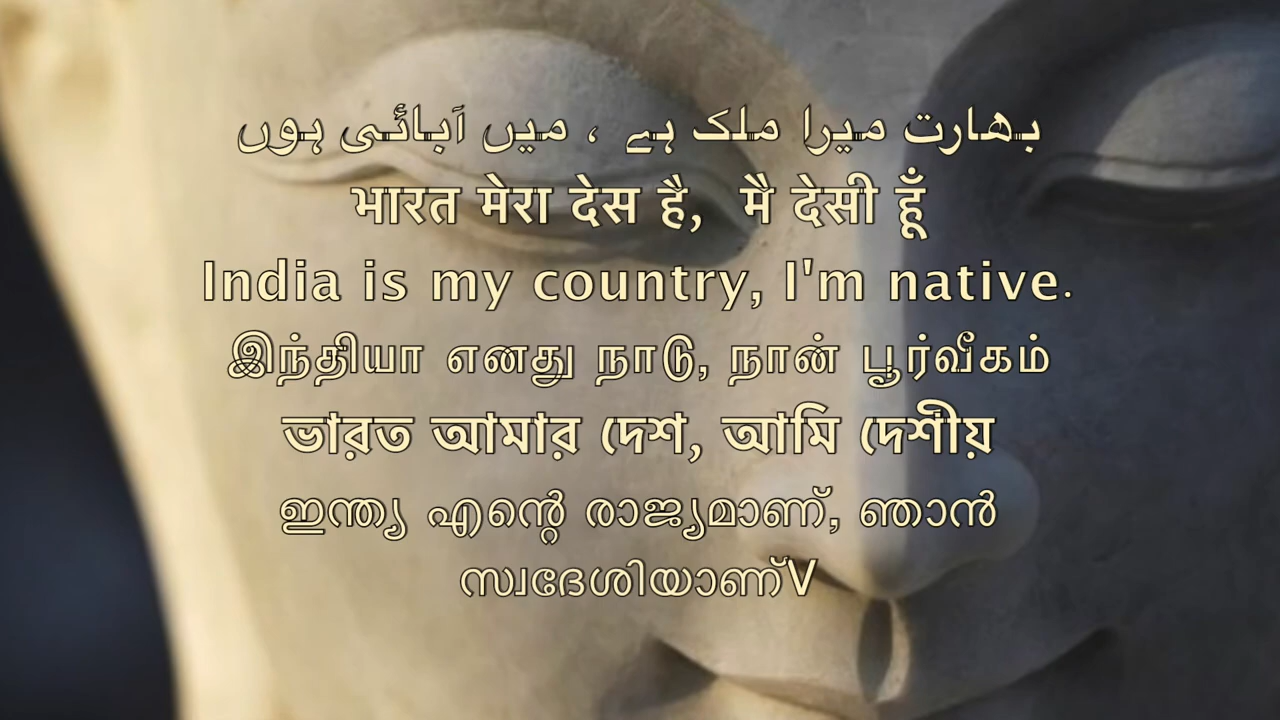 بھارت میرا ملک ہے ، میں آبائی ہوں
भारत मेरा देस है, मै देसी हूँ
India is my country, I'm native.
இந்தியா எனது நாடு, நான் பூர்வீகம்
ভারত আমার দেশ, আমি দেশীয়
ഇന്ത്യ എന്റെ രാജ്യമാണ്, ഞാൻ
സ്വദേശിയാണ്V